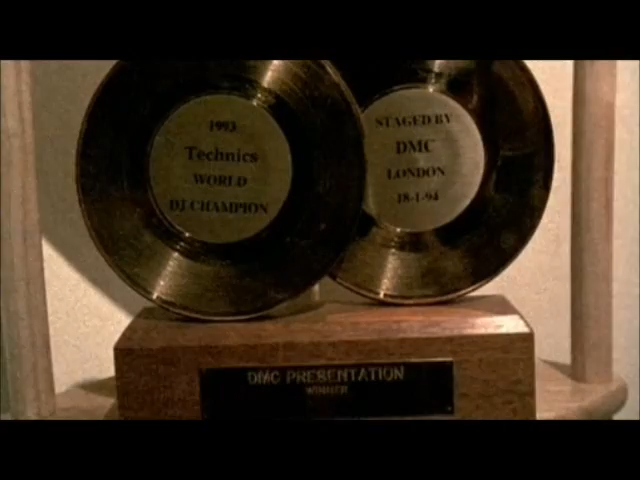 1993
Technics
WORLD
DJ CHAMPION
STAGED BY
DMC
LONDON
18-1-94
DMC PRESENTATION
WINNER